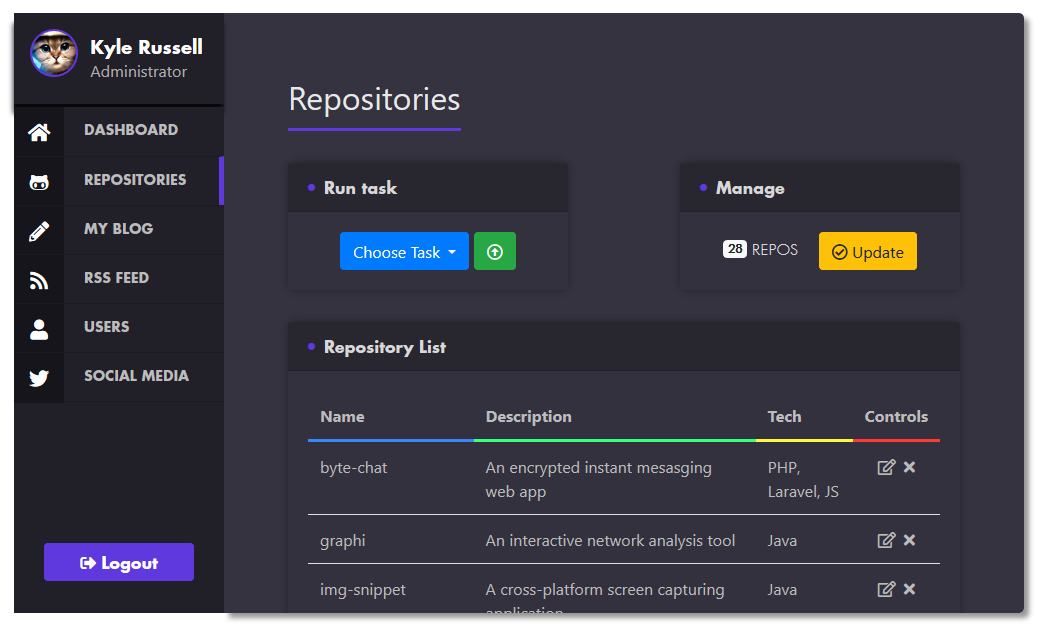 Kyle Russell
Administrator
DASHBOARD
REPOSITORIES
MY BLOG
RSS FEED
USERS
SOCIAL MEDIA
Logout
Repositories
Run task
Choose Task
Manage
28 REPOS
Update
Repository List
Name Description Tech Controls
byte-chat An encrypted instant mesasging PHP,
web app Laravel, JS
graphi An interactive network analysis tool Java
img-snippet A cross-platform screen capturing Java
application